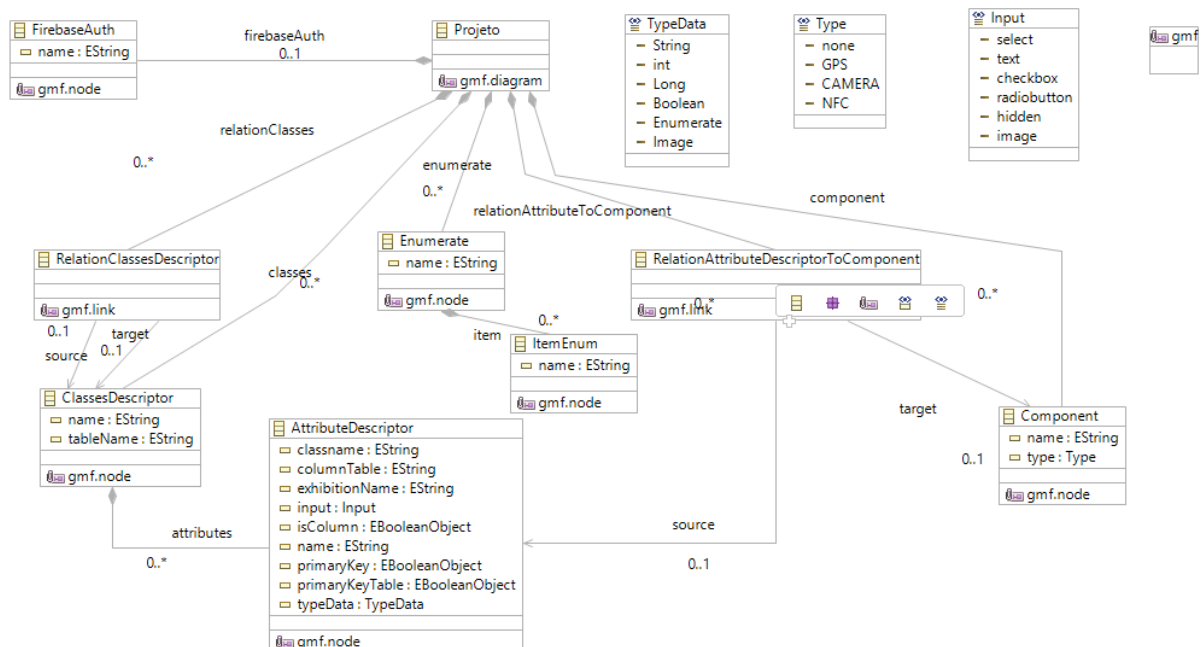 FirebaseAuth
name : EString
gmf.node
firebaseAuth
0..1
Projeto
gmf.diagram
TypeData
String
int
Long
Boolean
Enumerate
Image
Type
none
GPS
CAMERA
NFC
Input
select
text
checkbox
radiobutton
hidden
image
gmf
relationClasses
0..*
enumerate
0..*
relationAttributeToComponent
component
RelationClassesDescriptor
gmf.link
classes
0..*
Enumerate
name : EString
gmf.node
RelationAttributeDescriptorToComponent
gmf.link
0..*
0..*
0..1
source
target
0..1
item
0..*
ItemEnum
name : EString
gmf.node
ClassesDescriptor
name : EString
tableName : EString
gmf.node
attributes
0..*
AttributeDescriptor
classname : EString
columnTable : EString
exhibitionName : EString
input : Input
isColumn : EBooleanObject
name : EString
primaryKey : EBooleanObject
primaryKeyTable : EBooleanObject
typeData : TypeData
gmf.node
source
0..1
target
0..1
Component
name : EString
type : Type
gmf.node